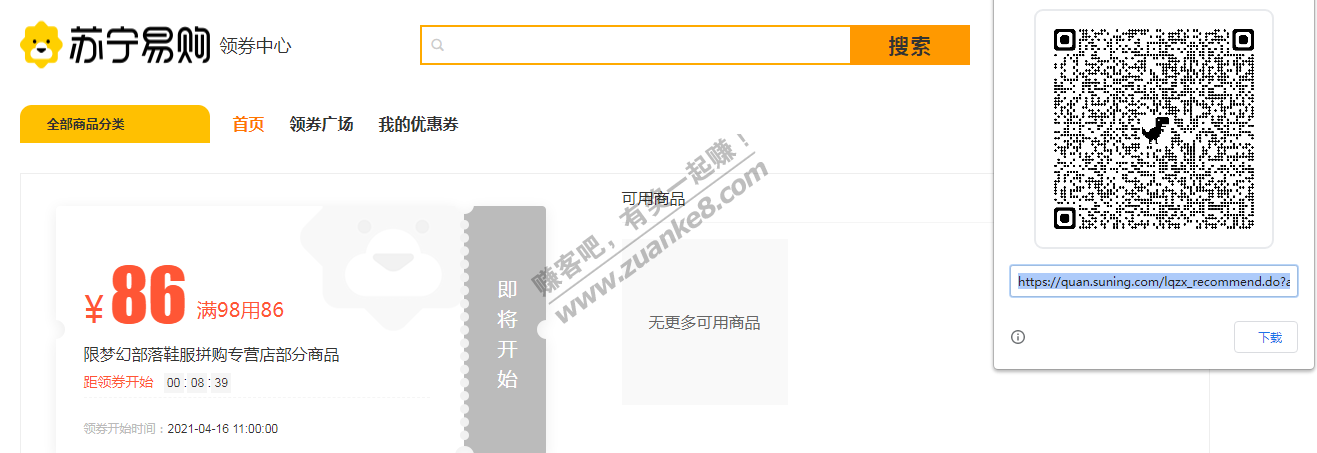 苏宁易购 领券中心
搜索
全部商品分类 首页 领券广场 我的优惠券
可用商品
¥86 满98用86
限梦幻部落鞋服拼购专营店部分商品
距领券开始 00 : 08 : 39
领券开始时间：2021-04-16 11:00:00
即将开始
无更多可用商品
https://quan.suning.com/lqzx_recommend.do?a
下载
赚客吧，有奖一起赚！
www.zuanke8.com